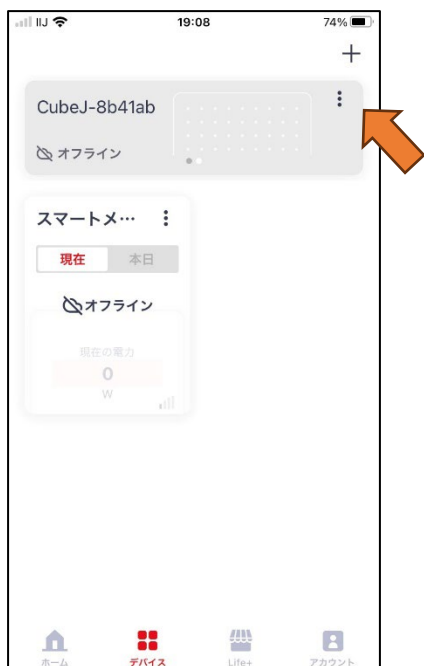 IIJ 19:08 74%
+
CubeJ-8b41ab
オフライン
スマートメ…
現在 本日
オフライン
現在の電力
0
W
ホーム デバイス Life+ アカウント